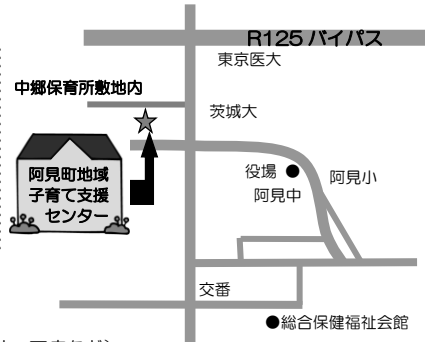 R125 バイパス
東京医大
中郷保育所敷地内
茨城大
阿見町地域
子育て支援
センター
役場
阿見小
阿見中
交番
総合保健福祉会館